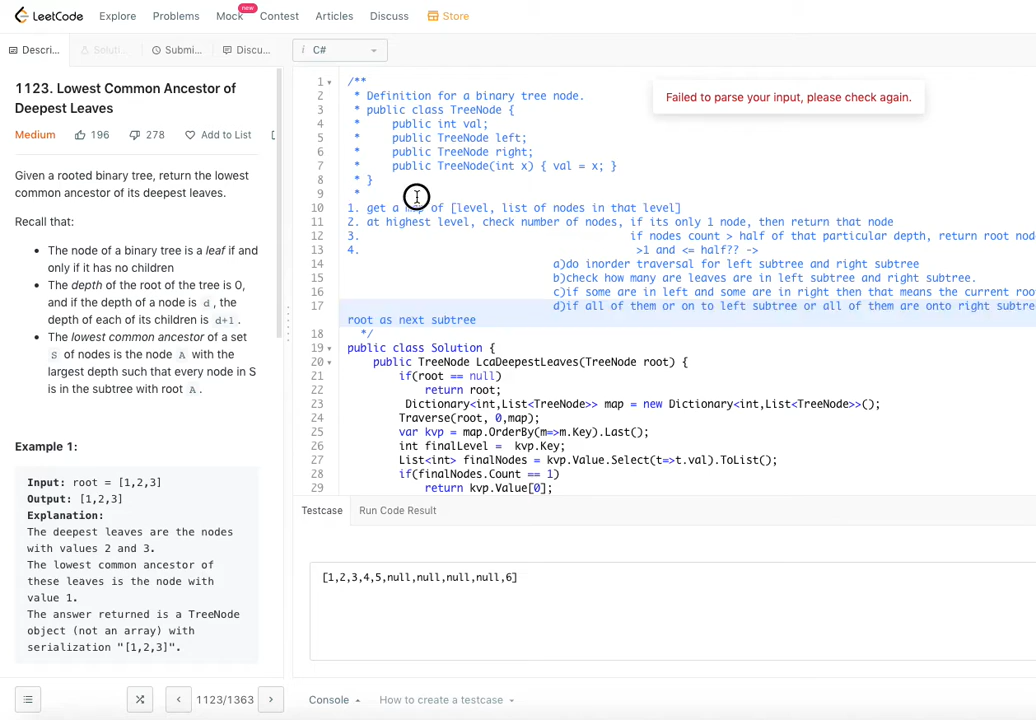 LeetCode Explore Problems Mock new Contest Articles Discuss Store
Descri... Soluti... Submi... Discu...
1123. Lowest Common Ancestor of
Deepest Leaves
Medium 196 278 Add to List
Given a rooted binary tree, return the lowest
common ancestor of its deepest leaves.
Recall that:
• The node of a binary tree is a leaf if and
only if it has no children
• The depth of the root of the tree is 0,
and if the depth of a node is d, the
depth of each of its children is d+1.
• The lowest common ancestor of a set
S of nodes is the node A with the
largest depth such that every node in S
is in the subtree with root A.
Example 1:
Input: root = [1,2,3]
Output: [1,2,3]
Explanation:
The deepest leaves are the nodes
with values 2 and 3.
The lowest common ancestor of
these leaves is the node with
value 1.
The answer returned is a TreeNode
object (not an array) with
serialization "[1,2,3]".
1123/1363
i C#
Failed to parse your input, please check again.
1 /**
2 * Definition for a binary tree node.
3 * public class TreeNode {
4 * public int val;
5 * public TreeNode left;
6 * public TreeNode right;
7 * public TreeNode(int x) { val = x; }
8 * }
9 *
10 1. get a map of [level, list of nodes in that level]
11 2. at highest level, check number of nodes, if its only 1 node, then return that node
12 3. if nodes count > half of that particular depth, return root nod
13 4. >1 and <= half?? ->
14 a)do inorder traversal for left subtree and right subtree
15 b)check how many are leaves are in left subtree and right subtree.
16 c)if some are in left and some are in right then that means the current roo
17 d)if all of them or on to left subtree or all of them are onto right subtre
root as next subtree
18 */
19 public class Solution {
20 public TreeNode LcaDeepestLeaves(TreeNode root) {
21 if(root == null)
22 return root;
23 Dictionary<int,List<TreeNode>> map = new Dictionary<int,List<TreeNode>>();
24 Traverse(root, 0,map);
25 var kvp = map.OrderBy(m=>m.Key).Last();
26 int finalLevel = kvp.Key;
27 List<int> finalNodes = kvp.Value.Select(t=>t.val).ToList();
28 if(finalNodes.Count == 1)
29 return kvp.Value[0];
Testcase Run Code Result
[1,2,3,4,5,null,null,null,null,6]
Console How to create a testcase